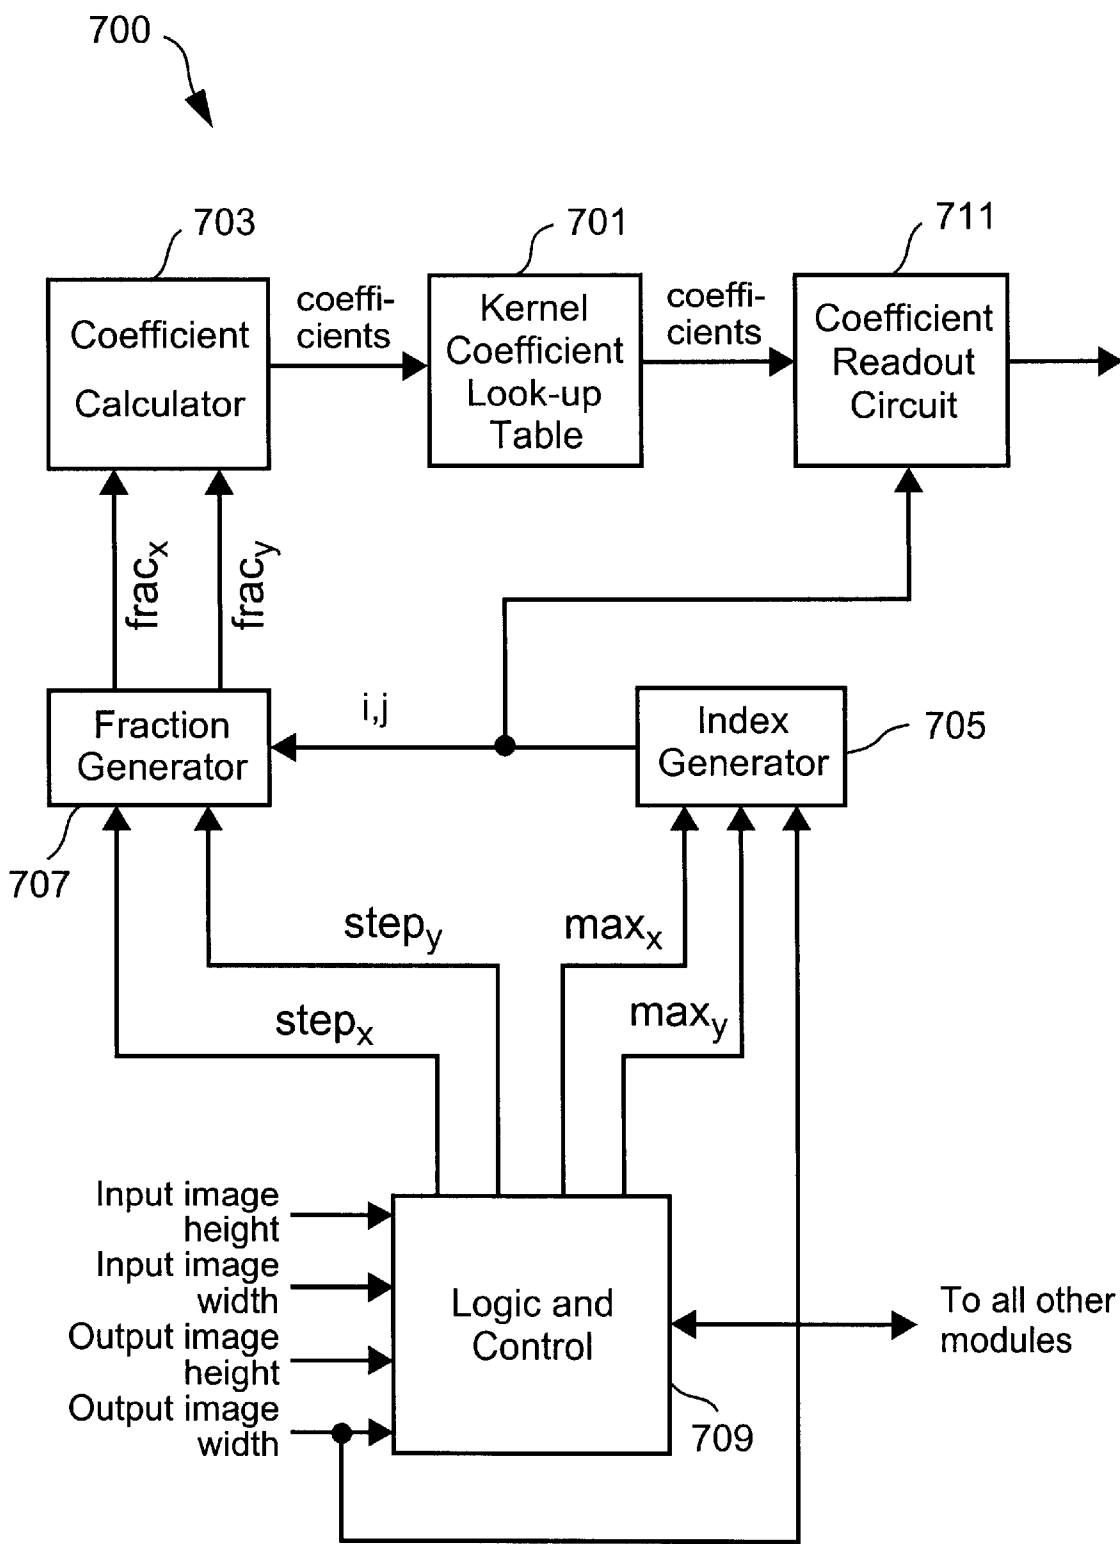 700
703
701
711
Coefficient
Calculator
coeffi-
cients
Kernel
Coefficient
Look-up
Table
coeffi-
cients
Coefficient
Readout
Circuit
frac_x
frac_y
Fraction
Generator
i,j
Index
Generator
705
707
step_y
max_x
step_x
max_y
Input image
height
Input image
width
Output image
height
Output image
width
Logic and
Control
To all other
modules
709